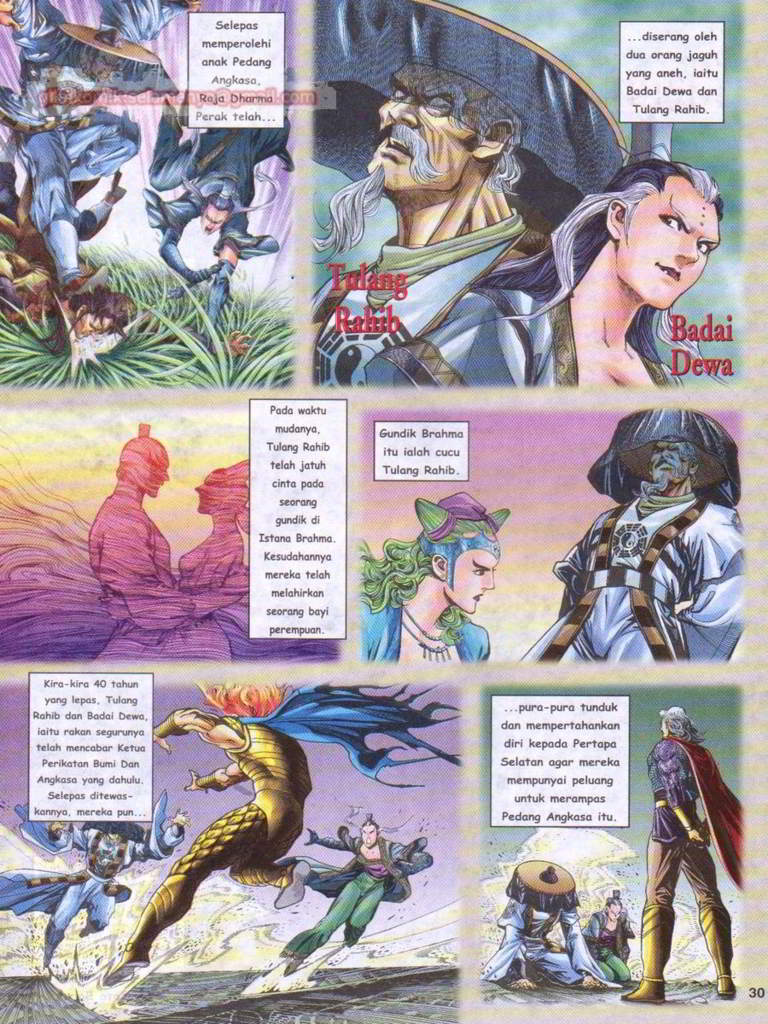 Selepas
memperolehi
anak Pedang
Angkasa,
Raja Dharma
Perak telah...
...diserang oleh
dua orang jaguh
yang aneh, iaitu
Badai Dewa dan
Tulang Rahib.
Tulang
Rahib
Badai
Dewa
Pada waktu
mudanya,
Tulang Rahib
telah jatuh
cinta pada
seorang
gundik di
Istana Brahma.
Kesudahannya
mereka telah
melahirkan
seorang bayi
perempuan.
Gundik Brahma
itu ialah cucu
Tulang Rahib.
Kira-kira 40 tahun
yang lepas, Tulang
Rahib dan Badai Dewa,
iaitu rakan segurunya
telah mencabar Ketua
Perikatan Bumi Dan
Angkasa yang dahulu.
Selepas ditewas-
kannya, mereka pun...
...pura-pura tunduk
dan mempertahankan
diri kepada Pertapa
Selatan agar mereka
mempunyai peluang
untuk merampas
Pedang Angkasa itu.
30